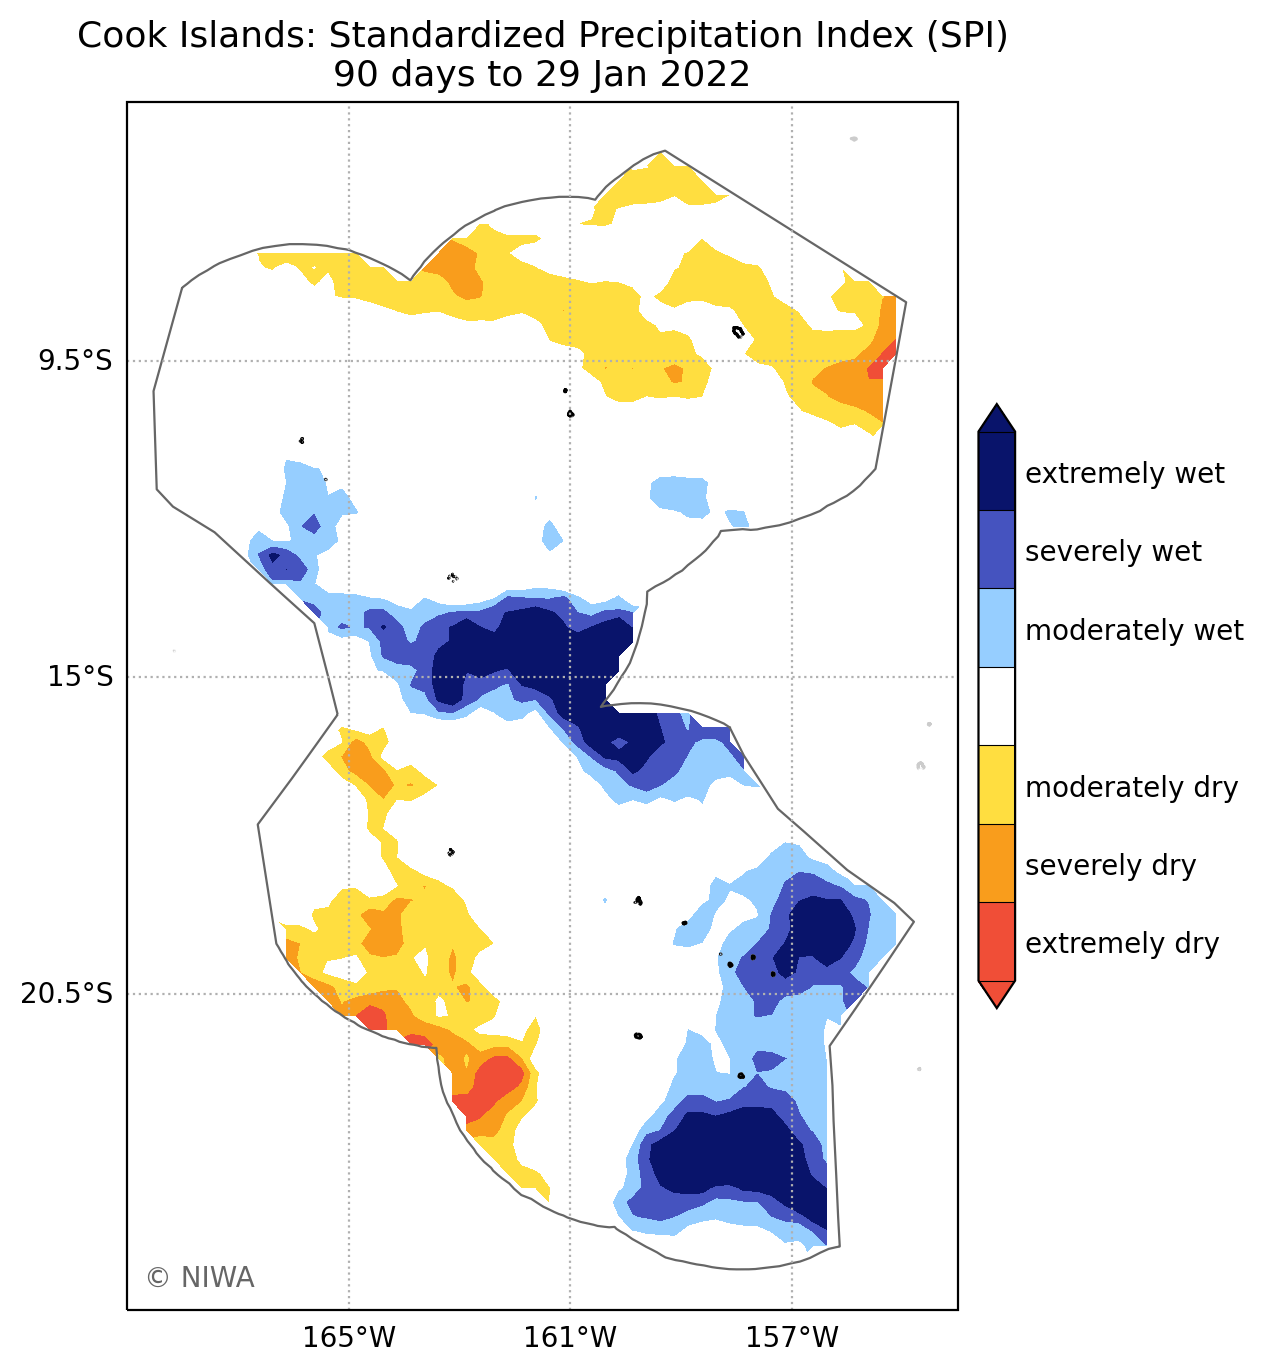 Cook Islands: Standardized Precipitation Index (SPI)
90 days to 29 Jan 2022
9.5°S
15°S
20.5°S
165°W
161°W
157°W
extremely wet
severely wet
moderately wet
moderately dry
severely dry
extremely dry
© NIWA